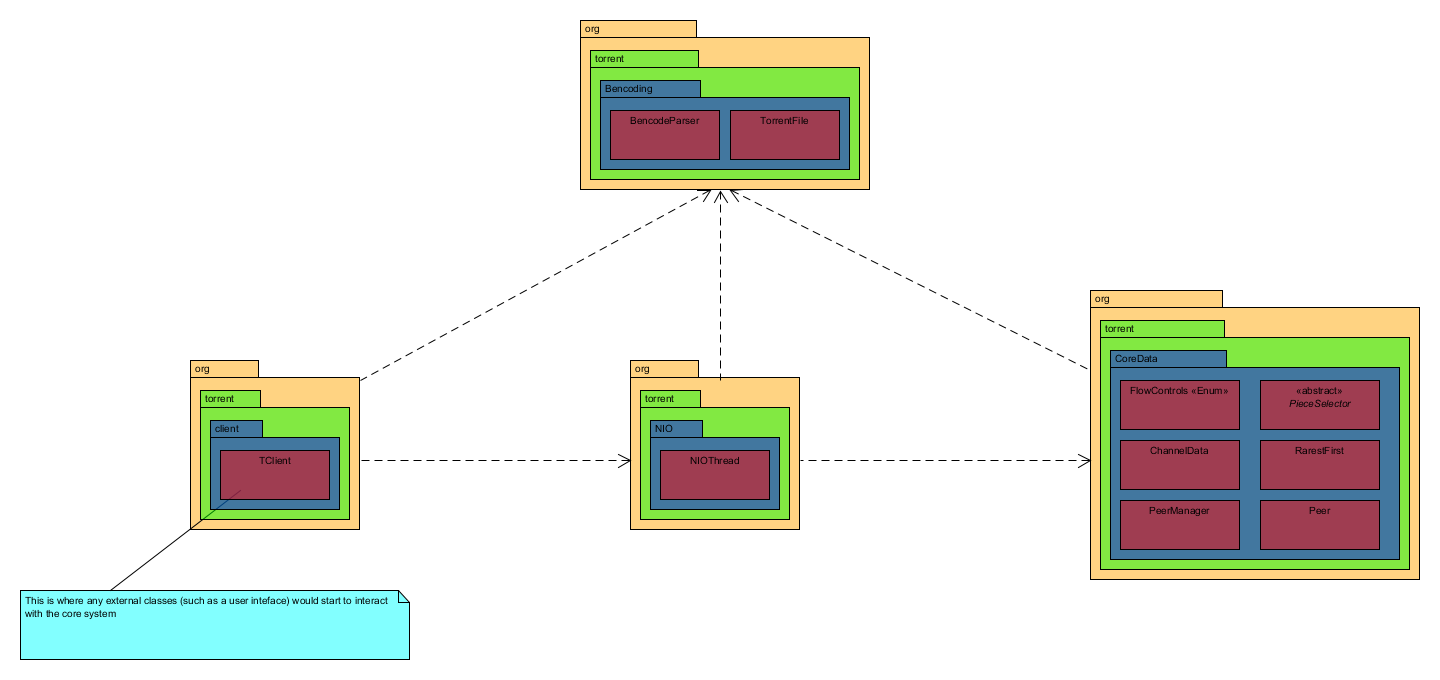 org
torrent
Bencoding
BencodeParser
TorrentFile
org
torrent
client
TClient
org
torrent
NIO
NIOThread
org
torrent
CoreData
FlowControls «Enum»
«abstract»
PieceSelector
ChannelData
RarestFirst
PeerManager
Peer
This is where any external classes (such as a user inteface) would start to interact
with the core system